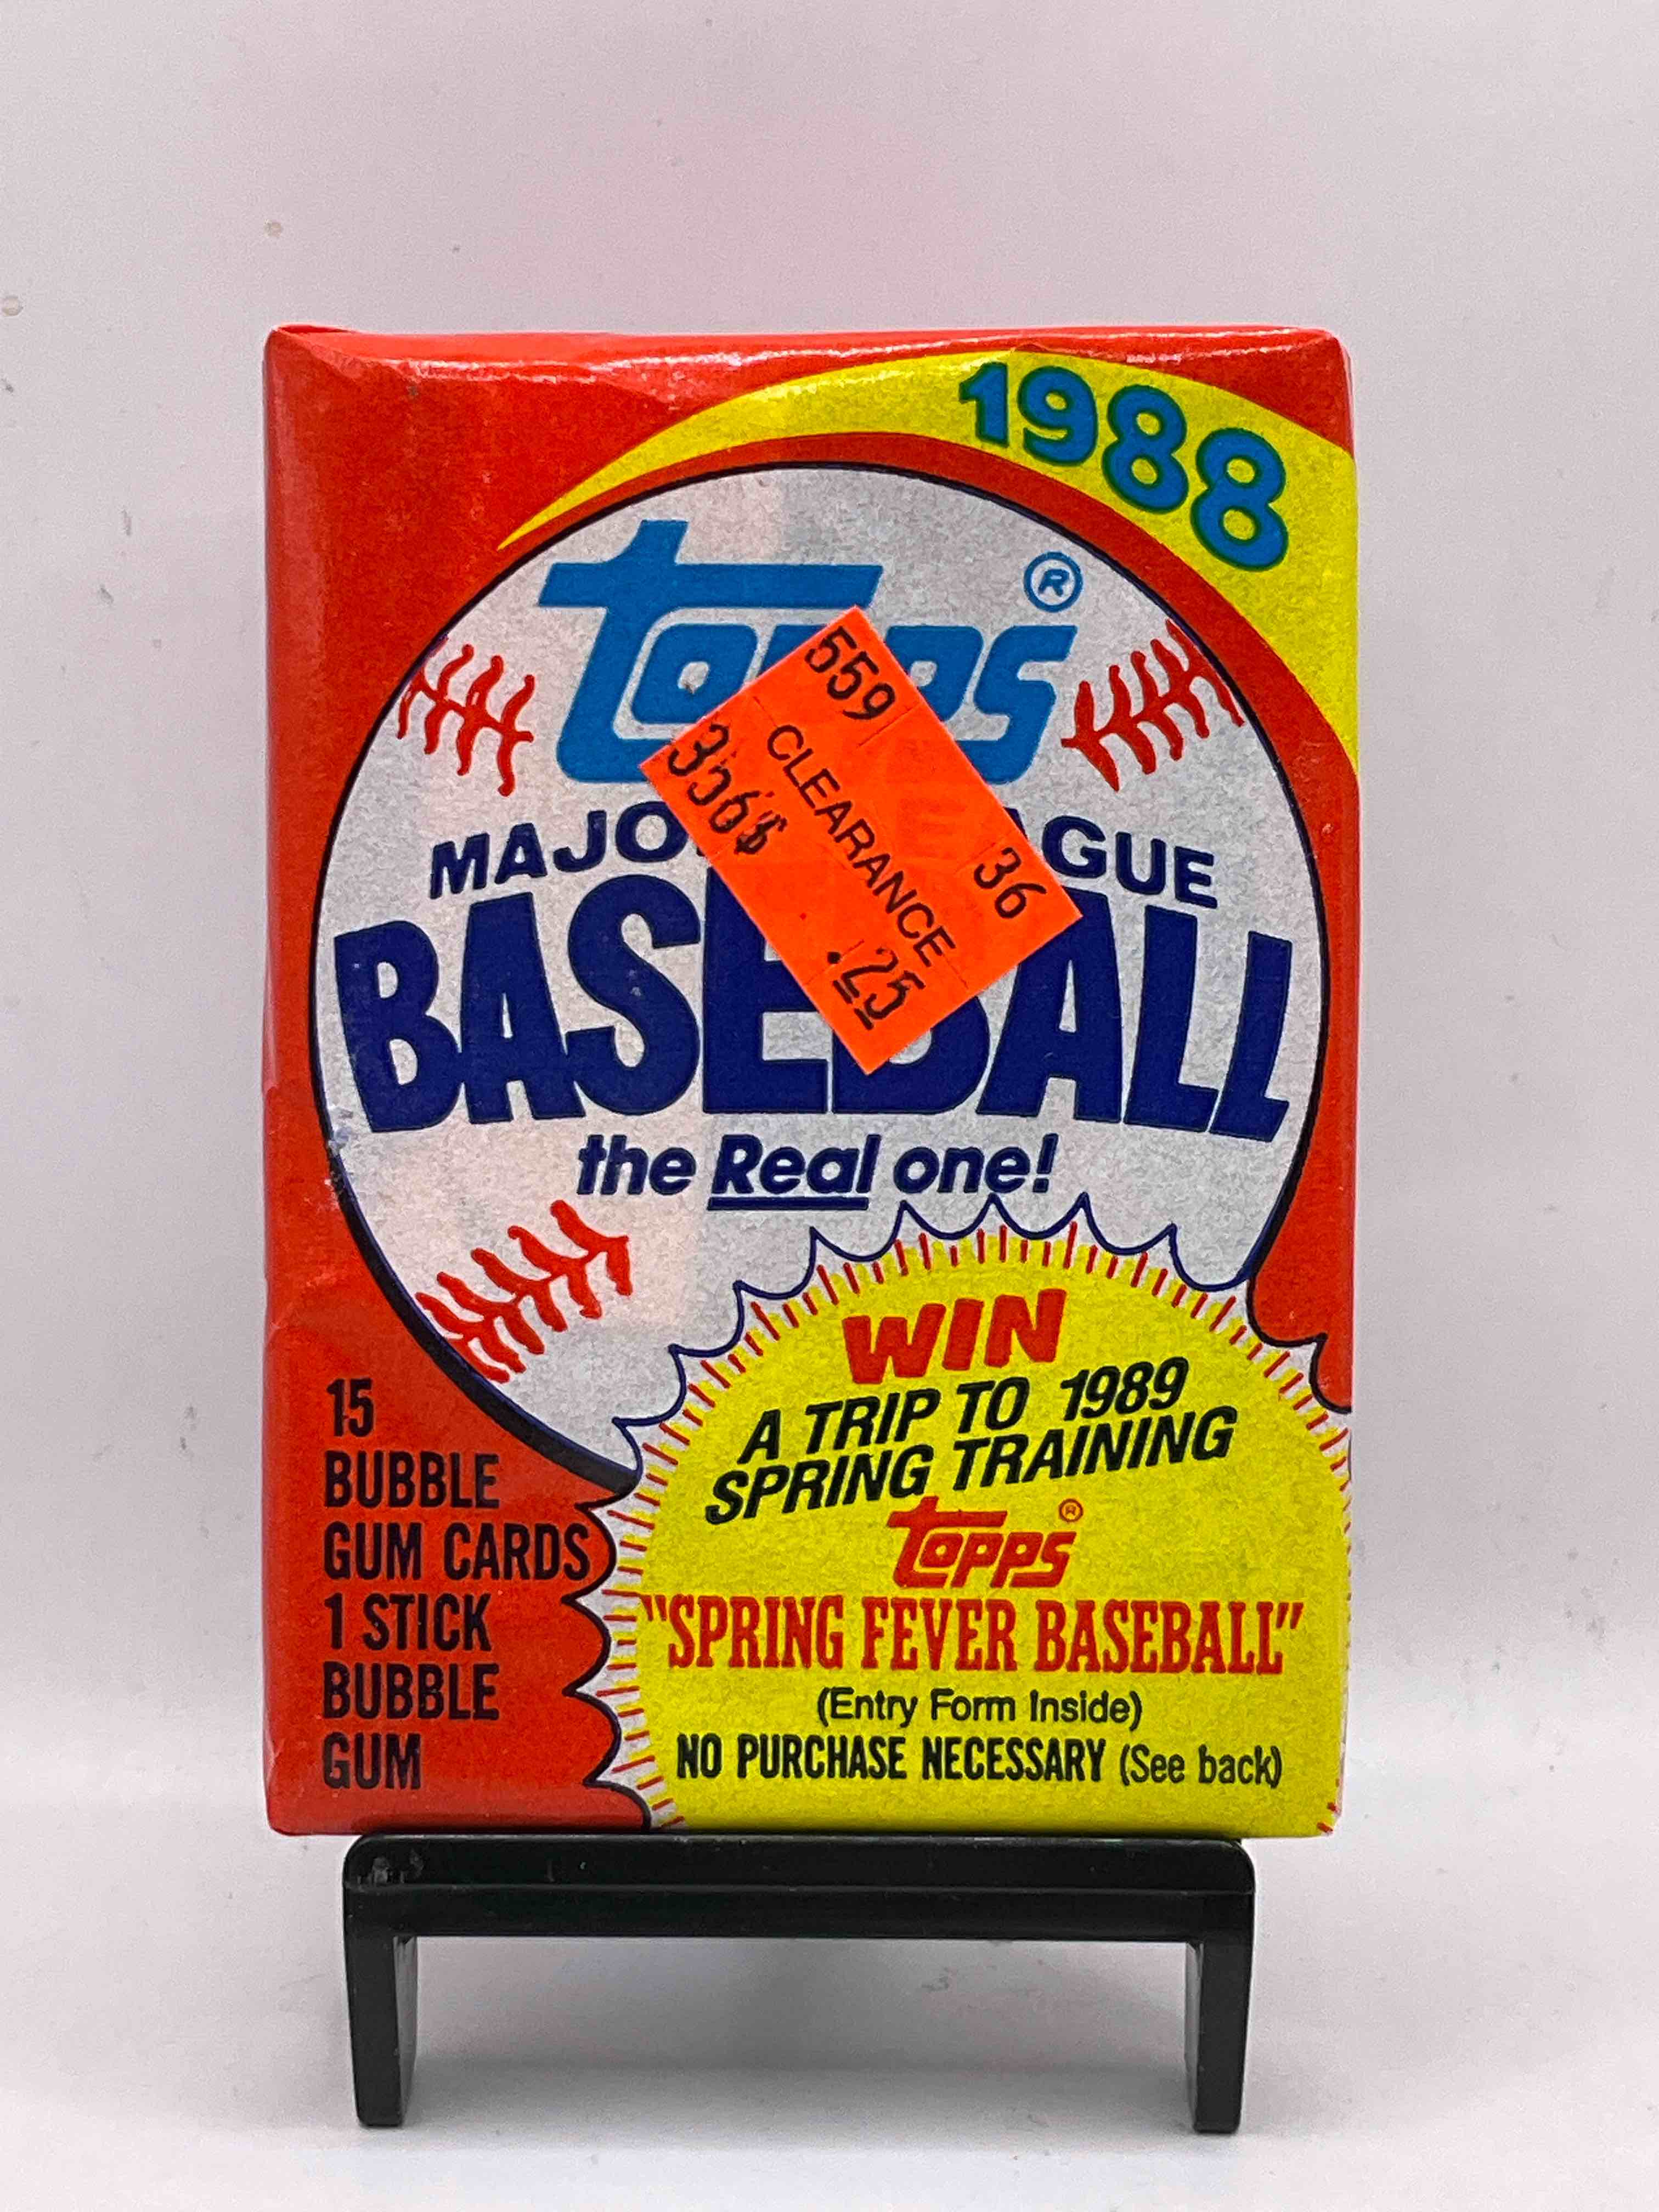 1988
Topps ®
559
CLEARANCE
36
.25
MAJO GUE
BASEBALL
the Real one!
WIN
A TRIP TO 1989
SPRING TRAINING
Topps ®
"SPRING FEVER BASEBALL"
(Entry Form Inside)
NO PURCHASE NECESSARY (See back)
15
BUBBLE
GUM CARDS
1 STICK
BUBBLE
GUM